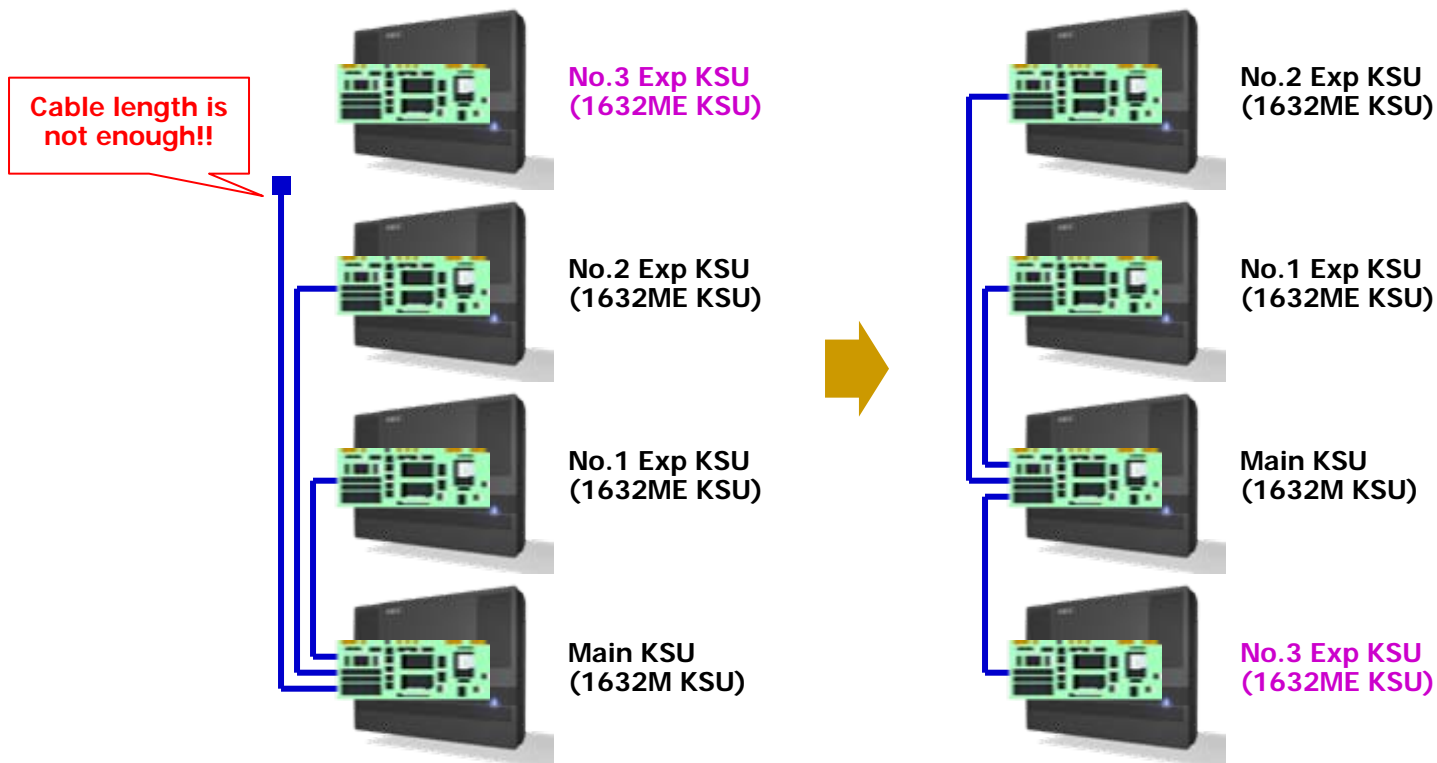 Cable length is
not enough!!
No.3 Exp KSU
(1632ME KSU)
No.2 Exp KSU
(1632ME KSU)
No.1 Exp KSU
(1632ME KSU)
Main KSU
(1632M KSU)
No.2 Exp KSU
(1632ME KSU)
No.1 Exp KSU
(1632ME KSU)
Main KSU
(1632M KSU)
No.3 Exp KSU
(1632ME KSU)